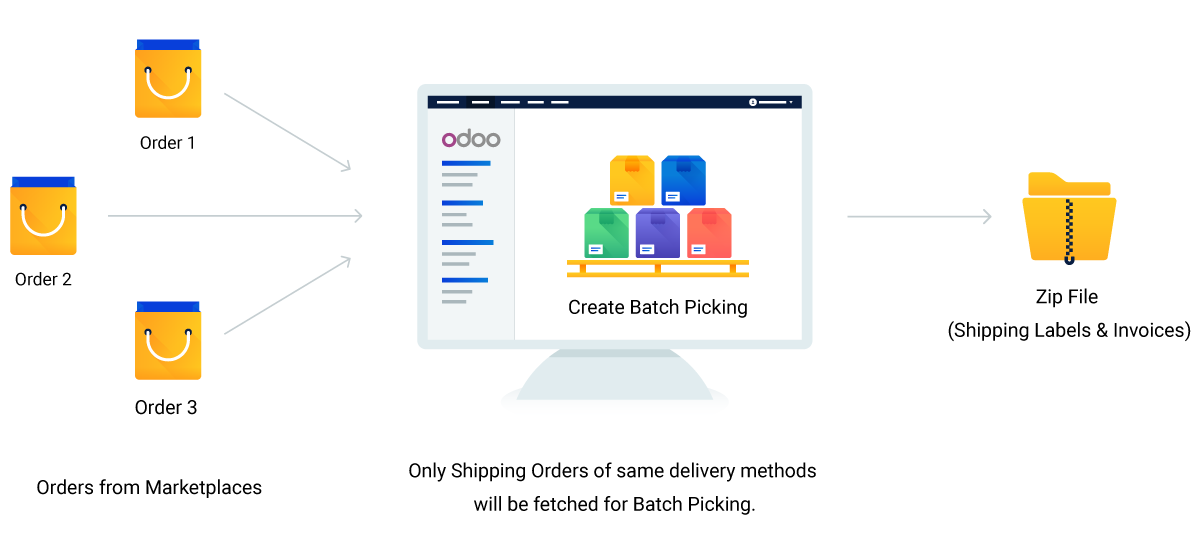 Order 1
Order 2
Order 3
Orders from Marketplaces
odoo
Create Batch Picking
Only Shipping Orders of same delivery methods
will be fetched for Batch Picking.
Zip File
(Shipping Labels & Invoices)